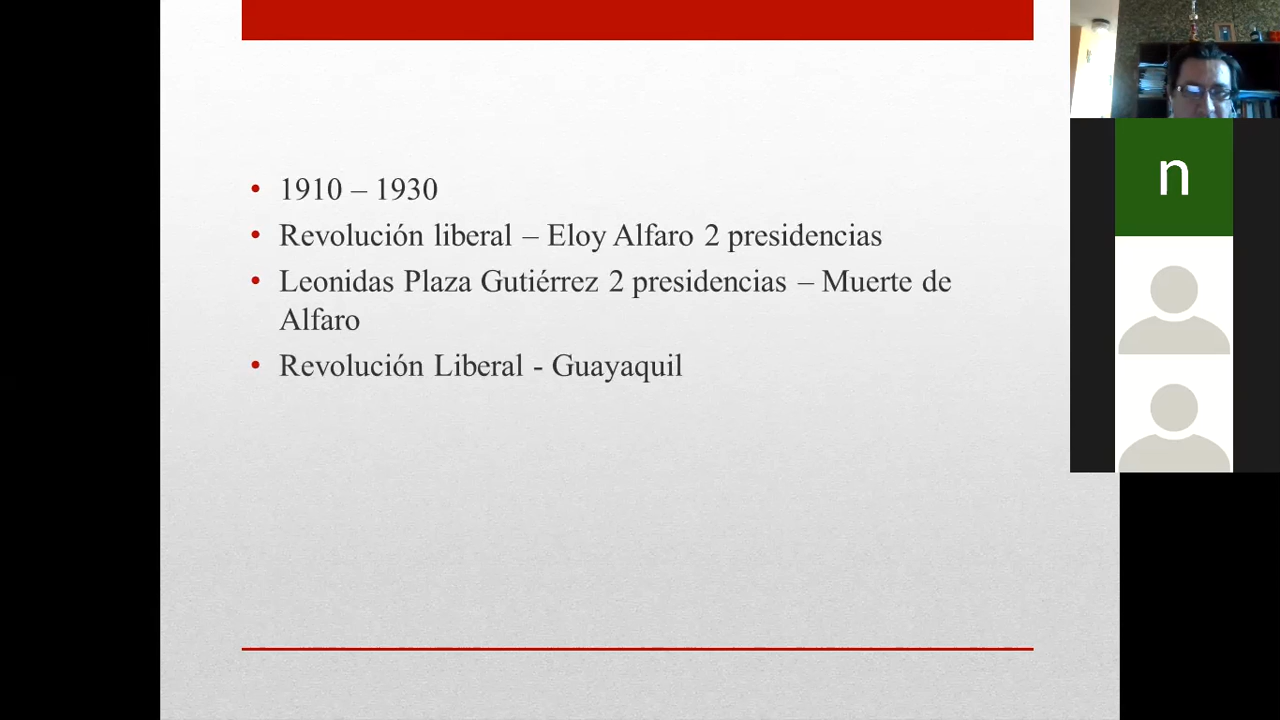 • 1910 – 1930
• Revolución liberal – Eloy Alfaro 2 presidencias
• Leonidas Plaza Gutiérrez 2 presidencias – Muerte de
Alfaro
• Revolución Liberal - Guayaquil
n